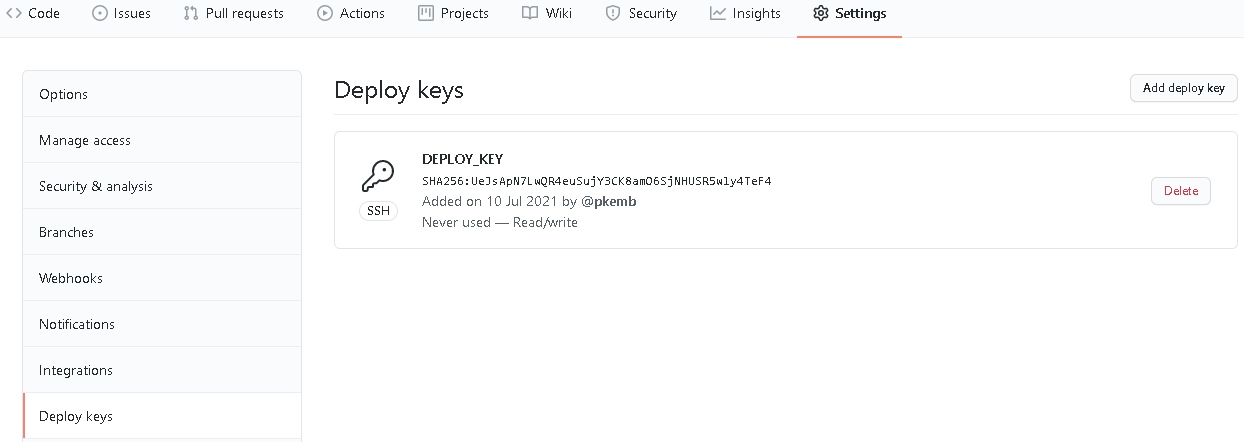 Code Issues Pull requests Actions Projects Wiki Security Insights Settings
Options
Manage access
Security & analysis
Branches
Webhooks
Notifications
Integrations
Deploy keys
Deploy keys
Add deploy key
DEPLOY_KEY
SHA256:UeJsApN7LwQR4euSujY3CK8amO6SjNHUSR5wly4TeF4
SSH
Added on 10 Jul 2021 by @pkemb
Never used — Read/write
Delete